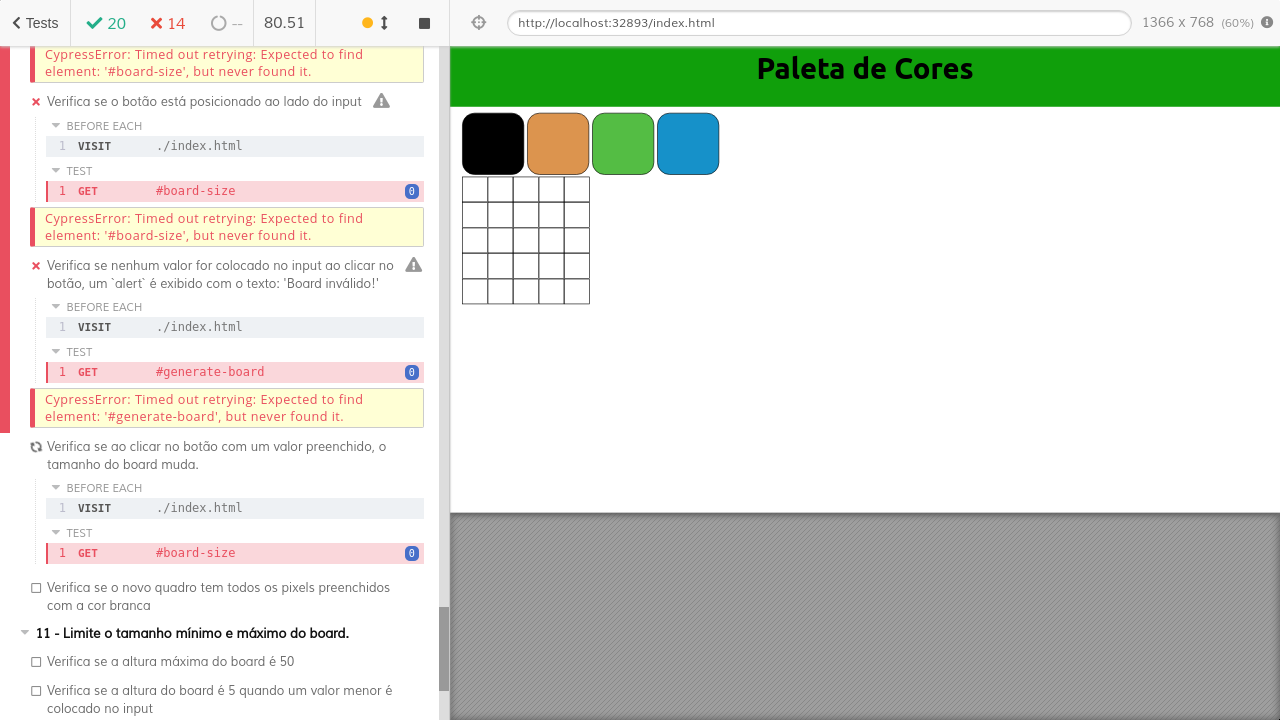 Tests
20
14
--
80.51
http://localhost:32893/index.html
1366 x 768 (60%)
CypressError: Timed out retrying: Expected to find
element: '#board-size', but never found it.
Verifica se o botão está posicionado ao lado do input
BEFORE EACH
1 VISIT ./index.html
TEST
1 GET #board-size 0
CypressError: Timed out retrying: Expected to find
element: '#board-size', but never found it.
Verifica se nenhum valor for colocado no input ao clicar no
botão, um `alert` é exibido com o texto: 'Board inválido!'
BEFORE EACH
1 VISIT ./index.html
TEST
1 GET #generate-board 0
CypressError: Timed out retrying: Expected to find
element: '#generate-board', but never found it.
Verifica se ao clicar no botão com um valor preenchido, o
tamanho do board muda.
BEFORE EACH
1 VISIT ./index.html
TEST
1 GET #board-size 0
Verifica se o novo quadro tem todos os pixels preenchidos
com a cor branca
11 - Limite o tamanho mínimo e máximo do board.
Verifica se a altura máxima do board é 50
Verifica se a altura do board é 5 quando um valor menor é
colocado no input
Paleta de Cores